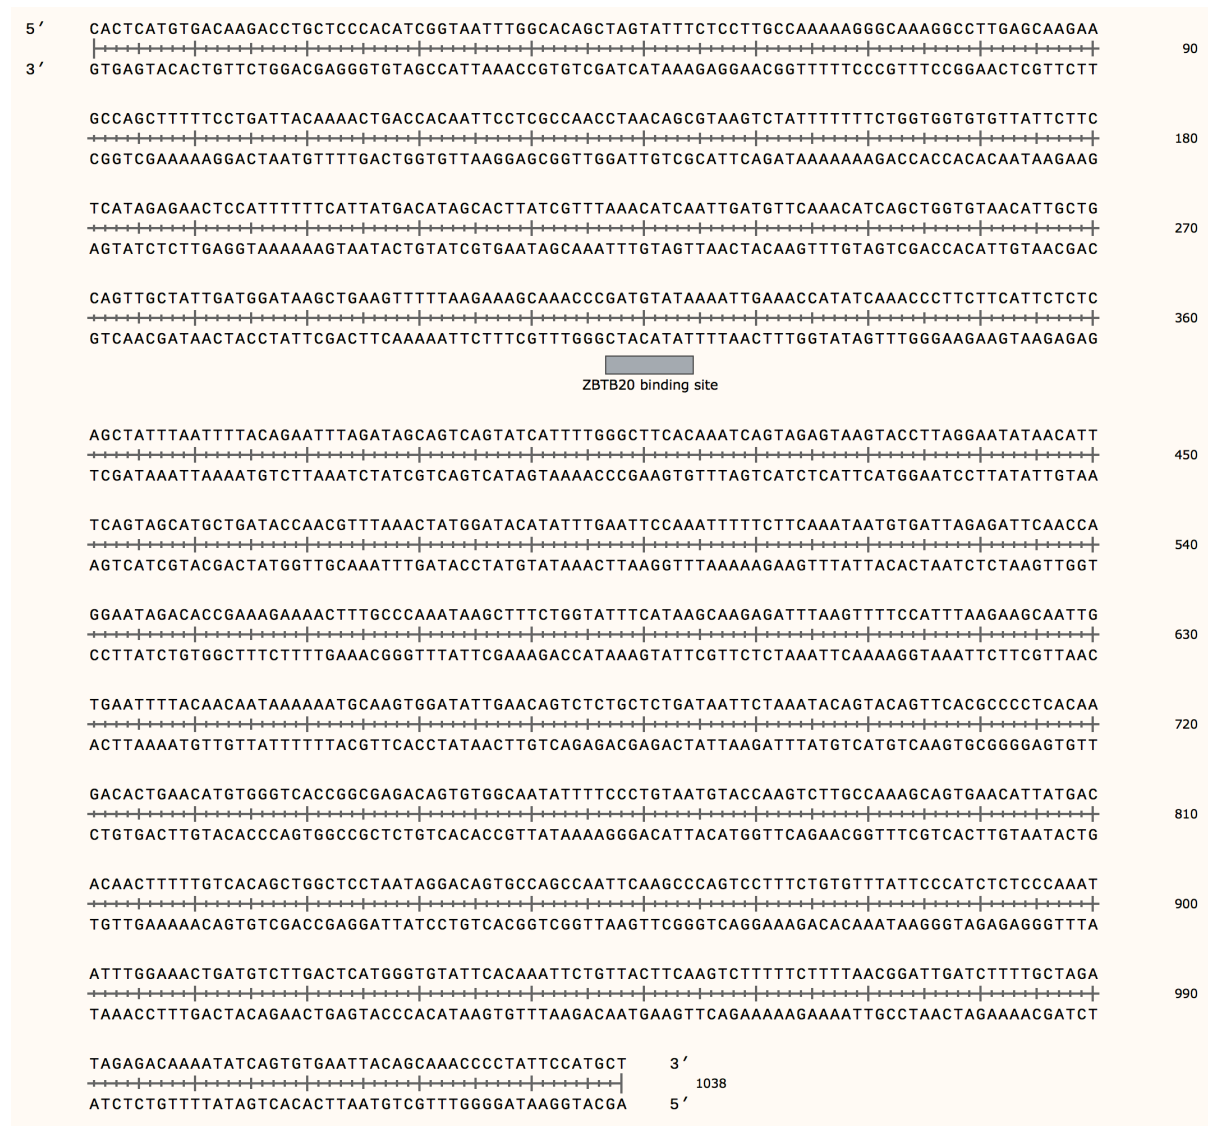 5′ CACTCATGTGACAAGACCTGCTCCCACATCGGTAATTTGGCACAGCTAGTATTTCTCCTTGCCAAAAAGGGCAAAGGCCTTGAGCAAGAA
90
3′ GTGAGTACACTGTTCTGGACGAGGGTGTAGCCATTAAACCGTGTCGATCATAAAGAGGAACGGTTTTTCCCGTTTCCGGAACTCGTTCTT
GCCAGCTTTTTCCTGATTACAAAACTGACCACAATTCCTCGCCAACCTAACAGCGTAAGTCTATTTTTTTCTGGTGGTGTGTTATTCTTC
180
CGGTCGAAAAAGGACTAATGTTTTGACTGGTGTTAAGGAGCGGTTGGATTGTCGCATTCAGATAAAAAAAGACCACCACACAATAAGAAG
TCATAGAGAACTCCATTTTTTCATTATGACATAGCACTTATCGTTTAAACATCAATTGATGTTCAAACATCAGCTGGTGTAACATTGCTG
270
AGTATCTCTTGAGGTAAAAAAGTAATACTGTATCGTGAATAGCAAATTTGTAGTTAACTACAAGTTTGTAGTCGACCACATTGTAACGAC
CAGTTGCTATTGATGGATAAGCTGAAGTTTTTAAGAAAGCAAACCCGATGTATAAAATTGAAACCATATCAAACCCTTCTTCATTCTCTC
360
GTCAACGATAACTACCTATTCGACTTCAAAAATTCTTTCGTTTGGGCTACATATTTTAACTTTGGTATAGTTTGGGAAGAAGTAAGAGAG
ZBTB20 binding site
AGCTATTTAATTTTACAGAATTTAGATAGCAGTCAGTATCATTTTGGGCTTCACAAATCAGTAGAGTAAGTACCTTAGGAATATAACATT
450
TCGATAAATTAAAATGTCTTAAATCTATCGTCAGTCATAGTAAAACCCGAAGTGTTTAGTCATCTCATTCATGGAATCCTTATATTGTAA
TCAGTAGCATGCTGATACCAACGTTTAAACTATGGATACATATTTGAATTCCAAATTTTTCTTCAAATAATGTGATTAGAGATTCAACCA
540
AGTCATCGTACGACTATGGTTGCAAATTTGATACCTATGTATAAACTTAAGGTTTAAAAAGAAGTTTATTACACTAATCTCTAAGTTGGT
GGAATAGACACCGAAAGAAAACTTTGCCCAAATAAGCTTTCTGGTATTTCATAAGCAAGAGATTTAAGTTTTCCATTTAAGAAGCAATTG
630
CCTTATCTGTGGCTTTCTTTTGAAACGGGTTTATTCGAAAGACCATAAAGTATTCGTTCTCTAAATTCAAAAGGTAAATTCTTCGTTAAC
TGAATTTTACAACAATAAAAAATGCAAGTGGATATTGAACAGTCTCTGCTCTGATAATTCTAAATACAGTACAGTTCACGCCCCTCACAA
720
ACTTAAAATGTTGTTATTTTTTACGTTCACCTATAACTTGTCAGAGACGAGACTATTAAGATTTATGTCATGTCAAGTGCGGGGAGTGTT
GACACTGAACATGTGGGTCACCGGCGAGACAGTGTGGCAATATTTTCCCTGTAATGTACCAAGTCTTGCCAAAGCAGTGAACATTATGAC
810
CTGTGACTTGTACACCCAGTGGCCGCTCTGTCACACCGTTATAAAAGGGACATTACATGGTTCAGAACGGTTTCGTCACTTGTAATACTG
ACAACTTTTTGTCACAGCTGGCTCCTAATAGGACAGTGCCAGCCAATTCAAGCCCAGTCCTTTCTGTGTTTATTCCCATCTCTCCCAAAT
900
TGTTGAAAAACAGTGTCGACCGAGGATTATCCTGTCACGGTCGGTTAAGTTCGGGTCAGGAAAGACACAAATAAGGGTAGAGAGGGTTTA
ATTTGGAAACTGATGTCTTGACTCATGGGTGTATTCACAAATTCTGTTACTTCAAGTCTTTTTCTTTTAACGGATTGATCTTTTGCTAGA
990
TAAACCTTTGACTACAGAACTGAGTACCCACATAAGTGTTTAAGACAATGAAGTTCAGAAAAAGAAAATTGCCTAACTAGAAAACGATCT
TAGAGACAAAATATCAGTGTGAATTACAGCAAACCCCTATTCCATGCT 3′
1038
ATCTCTGTTTTATAGTCACACTTAATGTCGTTTGGGGATAAGGTACGA 5′